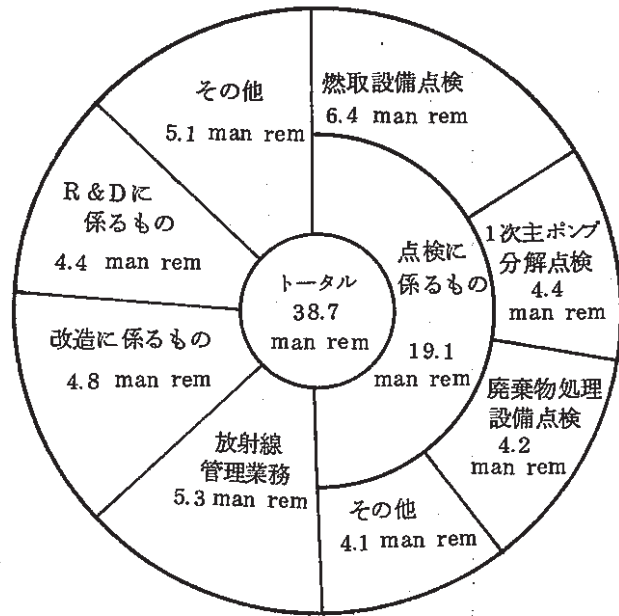 その他
5.1 man rem
燃取設備点検
6.4 man rem
R&Dに
係るもの
4.4 man rem
1次主ポンプ
分解点検
4.4
man rem
点検に
係るもの
19.1
man rem
トータル
38.7
man rem
改造に係るもの
4.8 man rem
廃棄物処理
設備点検
4.2
man rem
放射線
管理業務
5.3 man rem
その他
4.1 man rem